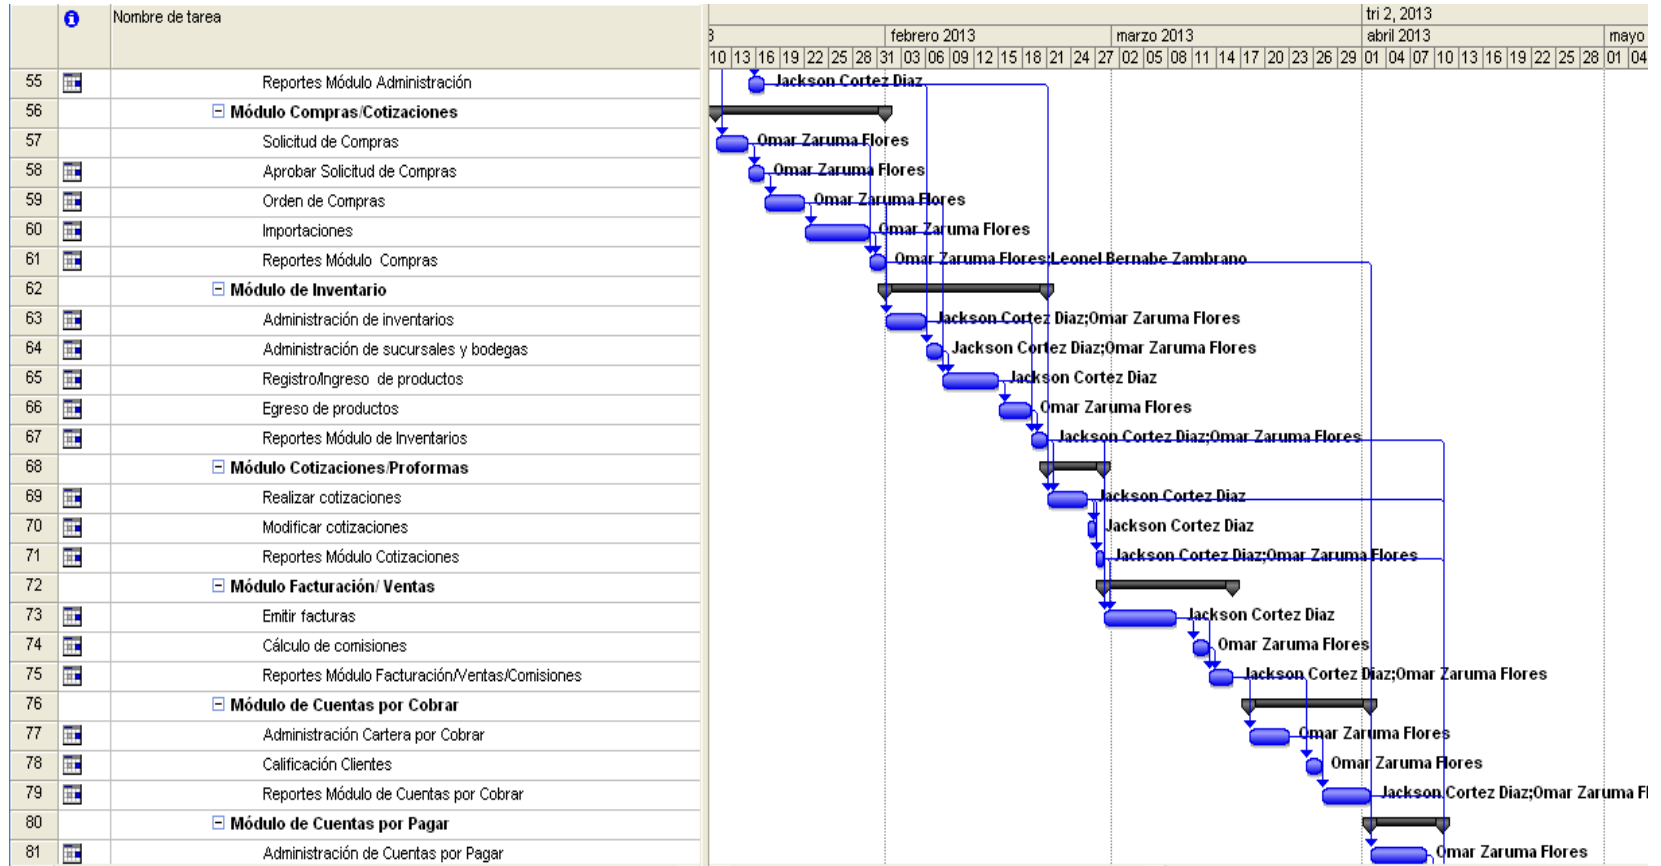 Nombre de tarea
tri 2, 2013
3 febrero 2013 marzo 2013 abril 2013 mayo
10 13 16 19 22 25 28 31 03 06 09 12 15 18 21 24 27 02 05 08 11 14 17 20 23 26 29 01 04 07 10 13 16 19 22 25 28 01 04
55 Reportes Módulo Administración Jackson Cortez Diaz
56 Módulo Compras/Cotizaciones
57 Solicitud de Compras Omar Zaruma Flores
58 Aprobar Solicitud de Compras Omar Zaruma Flores
59 Orden de Compras Omar Zaruma Flores
60 Importaciones Omar Zaruma Flores
61 Reportes Módulo Compras Omar Zaruma Flores;Leonel Bernabe Zambrano
62 Módulo de Inventario
63 Administración de inventarios Jackson Cortez Diaz;Omar Zaruma Flores
64 Administración de sucursales y bodegas Jackson Cortez Diaz;Omar Zaruma Flores
65 Registro/Ingreso de productos Jackson Cortez Diaz
66 Egreso de productos Omar Zaruma Flores
67 Reportes Módulo de Inventarios Jackson Cortez Diaz;Omar Zaruma Flores
68 Módulo Cotizaciones/Proformas
69 Realizar cotizaciones Jackson Cortez Diaz
70 Modificar cotizaciones Jackson Cortez Diaz
71 Reportes Módulo Cotizaciones Jackson Cortez Diaz;Omar Zaruma Flores
72 Módulo Facturación/ Ventas
73 Emitir facturas Jackson Cortez Diaz
74 Cálculo de comisiones Omar Zaruma Flores
75 Reportes Módulo Facturación/Ventas/Comisiones Jackson Cortez Diaz;Omar Zaruma Flores
76 Módulo de Cuentas por Cobrar
77 Administración Cartera por Cobrar Omar Zaruma Flores
78 Calificación Clientes Omar Zaruma Flores
79 Reportes Módulo de Cuentas por Cobrar Jackson Cortez Diaz;Omar Zaruma Fl
80 Módulo de Cuentas por Pagar
81 Administración de Cuentas por Pagar Omar Zaruma Flores